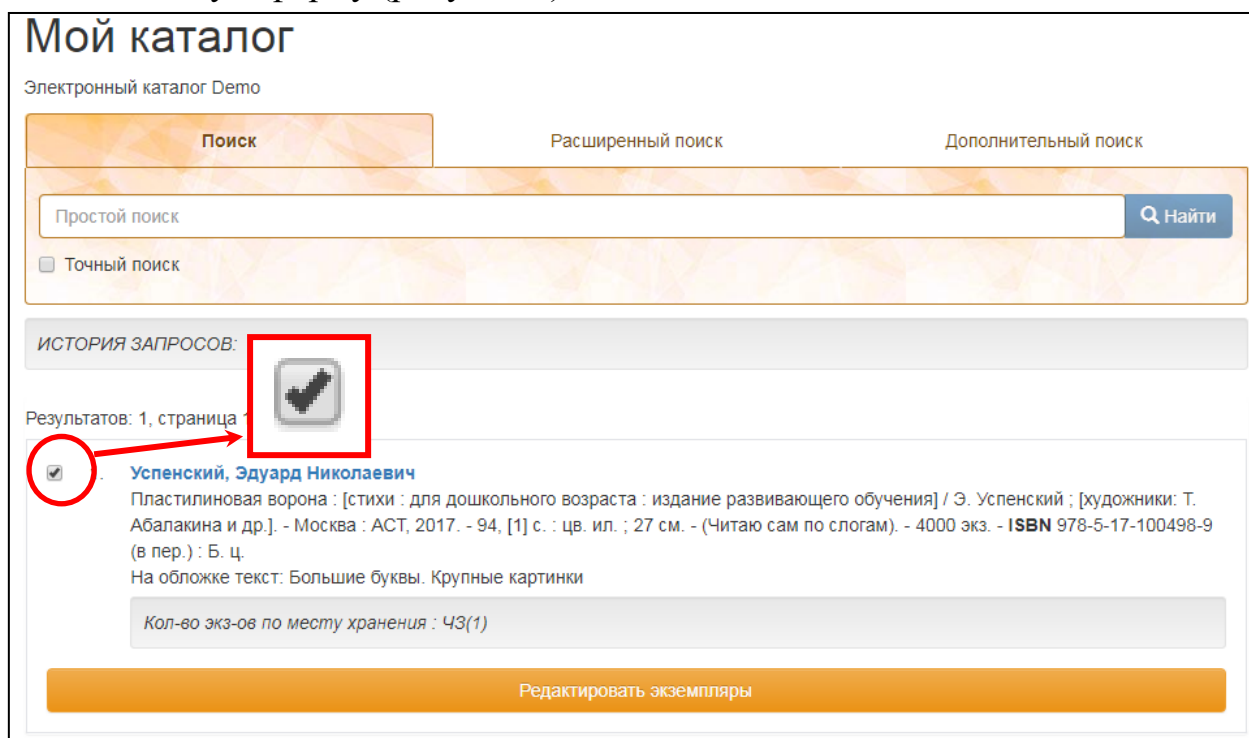 Мой каталог
Электронный каталог Demo
Поиск Расширенный поиск Дополнительный поиск
Простой поиск Найти
Точный поиск
ИСТОРИЯ ЗАПРОСОВ:
Результатов: 1, страница
Успенский, Эдуард Николаевич
Пластилиновая ворона : [стихи : для дошкольного возраста : издание развивающего обучения] / Э. Успенский ; [художники: Т.
Абалакина и др.]. - Москва : АСТ, 2017. - 94, [1] с. : цв. ил. ; 27 см. - (Читаю сам по слогам). - 4000 экз. - ISBN 978-5-17-100498-9
(в пер.) : Б. ц.
На обложке текст: Большие буквы. Крупные картинки
Кол-во экз-ов по месту хранения : ЧЗ(1)
Редактировать экземпляры